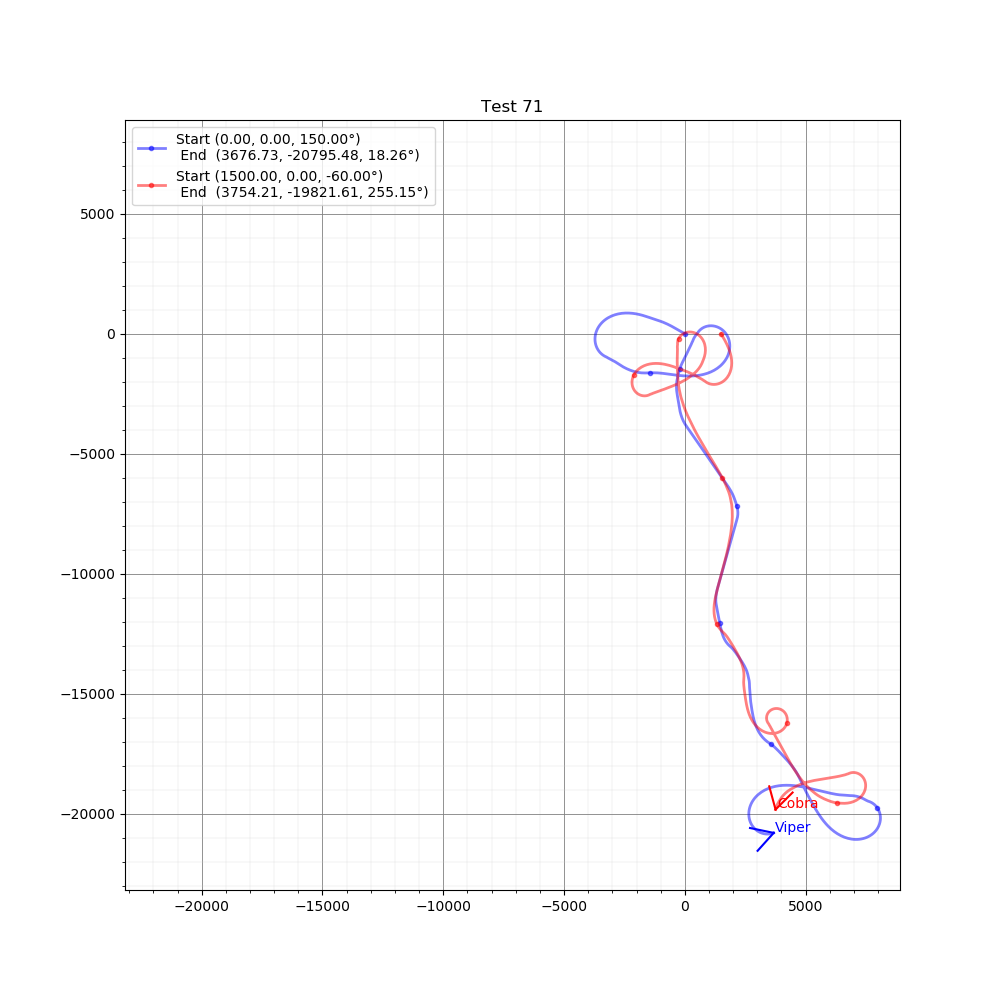 Test 71
Start (0.00, 0.00, 150.00°)
End (3676.73, -20795.48, 18.26°)
Start (1500.00, 0.00, -60.00°)
End (3754.21, -19821.61, 255.15°)
5000
0
−5000
−10000
−15000
−20000
Cobra
Viper
−20000 −15000 −10000 −5000 0 5000